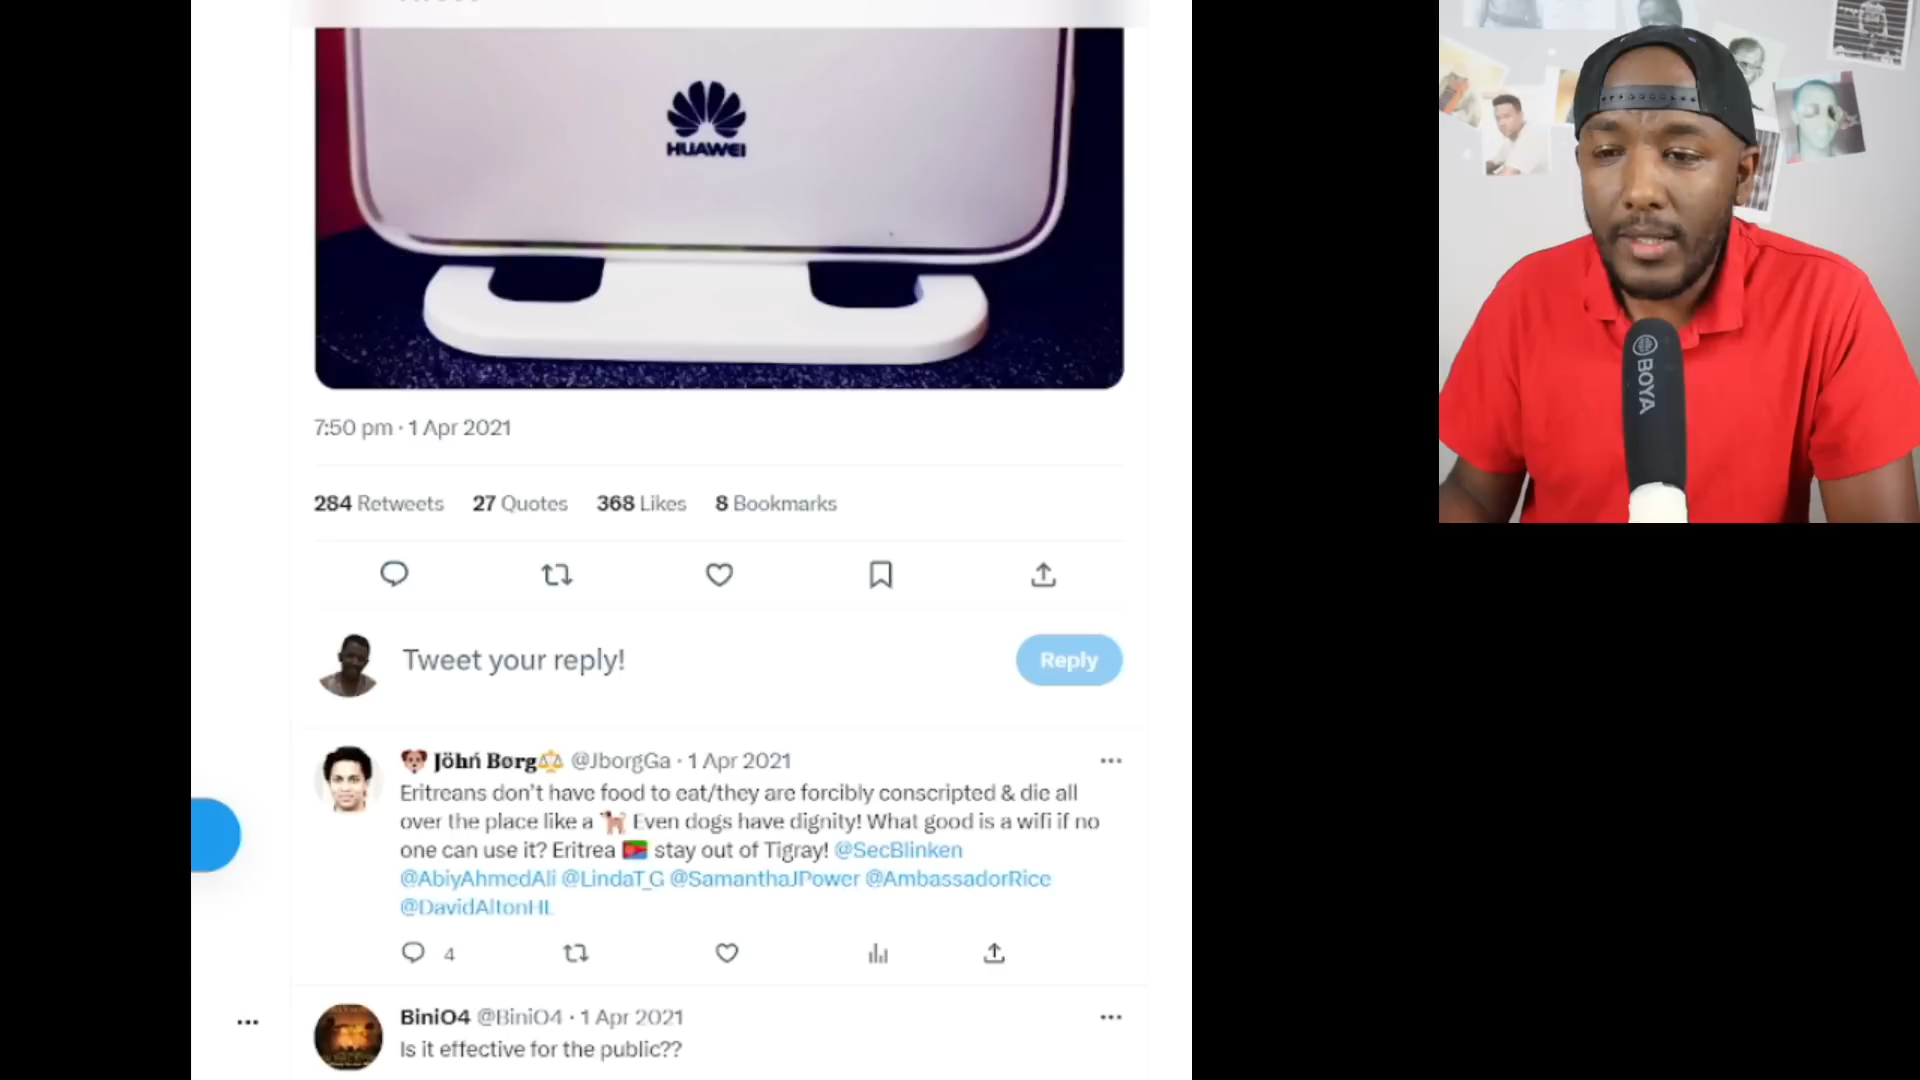 HUAWEI
7:50 pm · 1 Apr 2021
284 Retweets 27 Quotes 368 Likes 8 Bookmarks
Tweet your reply!
Reply
Jöhń Børg @JborgGa · 1 Apr 2021
Eritreans don't have food to eat/they are forcibly conscripted & die all
over the place like a 🐕 Even dogs have dignity! What good is a wifi if no
one can use it? Eritrea 🇪🇷 stay out of Tigray! @SecBlinken
@AbiyAhmedAli @LindaT_G @SamanthaJPower @AmbassadorRice
@DavidAltonHL
4
BiniO4 @BiniO4 · 1 Apr 2021
Is it effective for the public??
BOYA